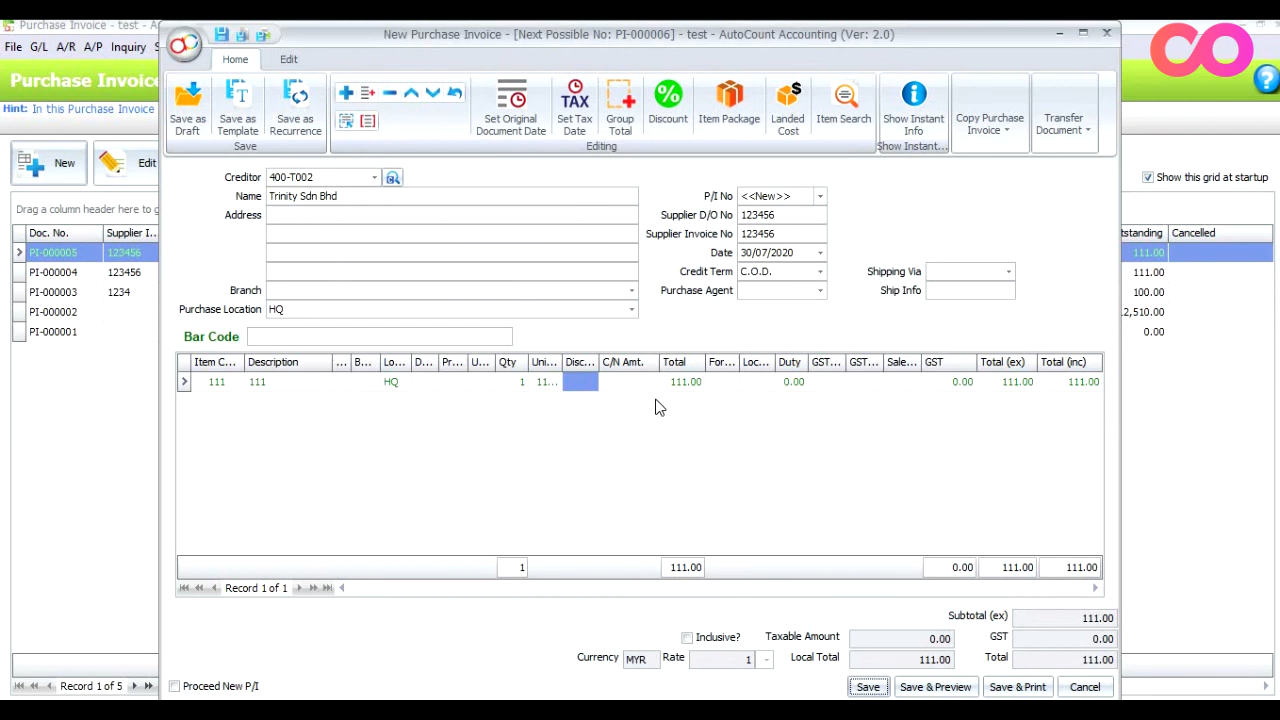 Purchase Invoice - test - A
New Purchase Invoice - [Next Possible No: PI-000006] - test - AutoCount Accounting (Ver: 2.0)
File G/L A/R A/P Inquiry S
Home Edit
Purchase Invoice
Hint: In this Purchase Invoice
Save as Draft
Save as Template
Save as Recurrence
Save
Set Original Document Date
TAX
Set Tax Date
Group Total
Discount
Item Package
Landed Cost
Item Search
Editing
Show Instant Info
Show Instant...
Copy Purchase Invoice
Transfer Document
New
Edit
Show this grid at startup
Drag a column header here to g
Doc. No. Supplier I...
PI-000005 123456
PI-000004 123456
PI-000003 1234
PI-000002
PI-000001
Record 1 of 5
Creditor 400-T002
Name Trinity Sdn Bhd
Address
Branch
Purchase Location HQ
P/I No <<New>>
Supplier D/O No 123456
Supplier Invoice No 123456
Date 30/07/2020
Credit Term C.O.D.
Purchase Agent
Shipping Via
Ship Info
Bar Code
Item C... Description ... B... Lo... D... Pr... U... Qty Uni... Disc... C/N Amt. Total For... Loc... Duty GST... GST... Sale... GST Total (ex) Total (inc)
111 111 HQ 1 11... 111.00 0.00 0.00 111.00 111.00
1 111.00 0.00 111.00 111.00
Record 1 of 1
Subtotal (ex) 111.00
Inclusive? Taxable Amount 0.00 GST 0.00
Currency MYR Rate 1 Local Total 111.00 Total 111.00
Proceed New P/I
Save Save & Preview Save & Print Cancel
tstanding Cancelled
111.00
111.00
100.00
12,510.00
0.00